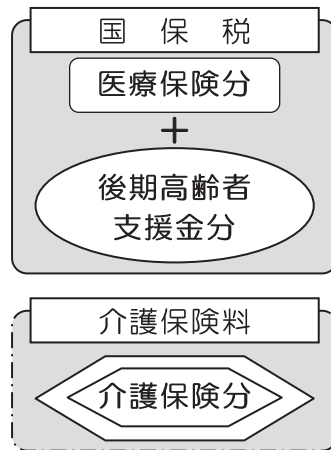 国保税
医療保険分
+
後期高齢者
支援金分
介護保険料
介護保険分